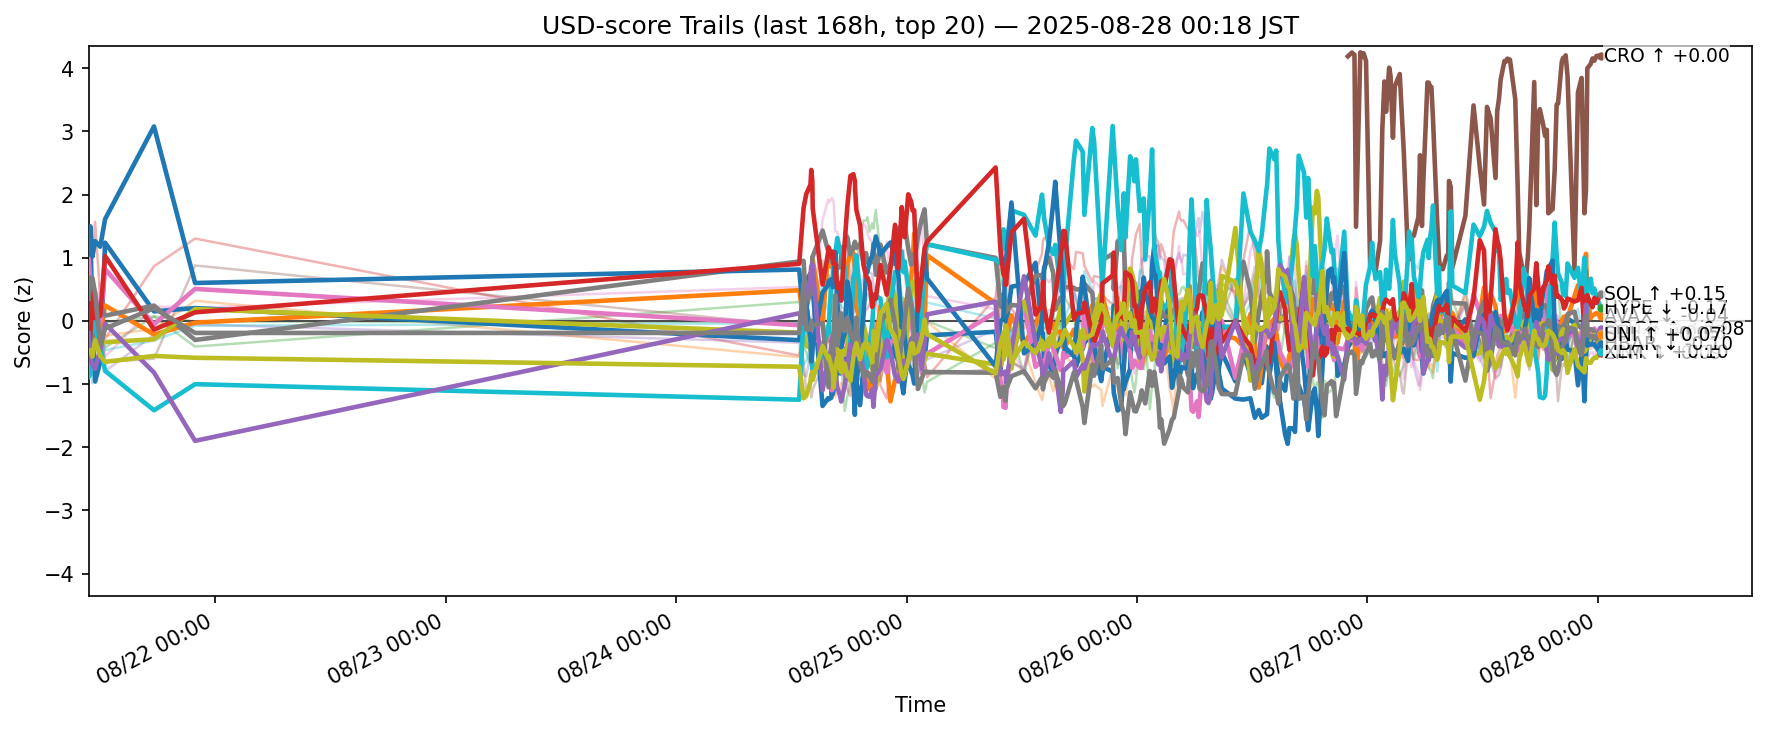 USD-score Trails (last 168h, top 20) — 2025-08-28 00:18 JST
Score (z)
4
3
2
1
0
−1
−2
−3
−4
CRO ↑ +0.00
SOL ↑ +0.15
HYPE ↓ -0.17
UNI ↑ +0.07
08/22 00:00
08/23 00:00
08/24 00:00
08/25 00:00
08/26 00:00
08/27 00:00
08/28 00:00
Time